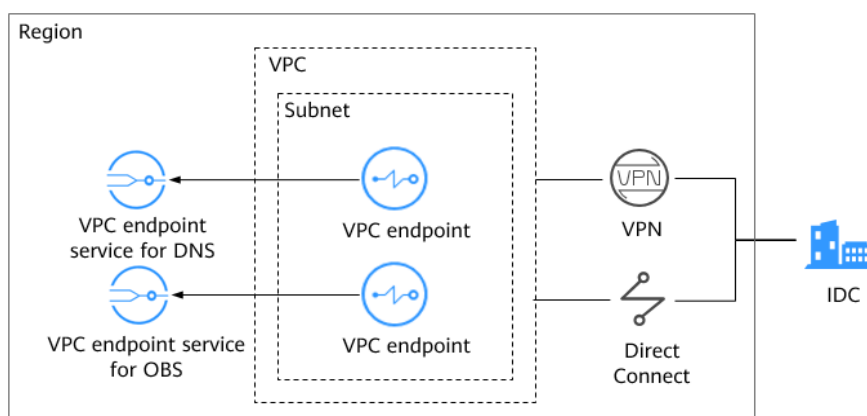 Region
VPC
Subnet
VPC endpoint
service for DNS
VPC endpoint
VPN
VPN
IDC
VPC endpoint service
for OBS
VPC endpoint
Direct
Connect